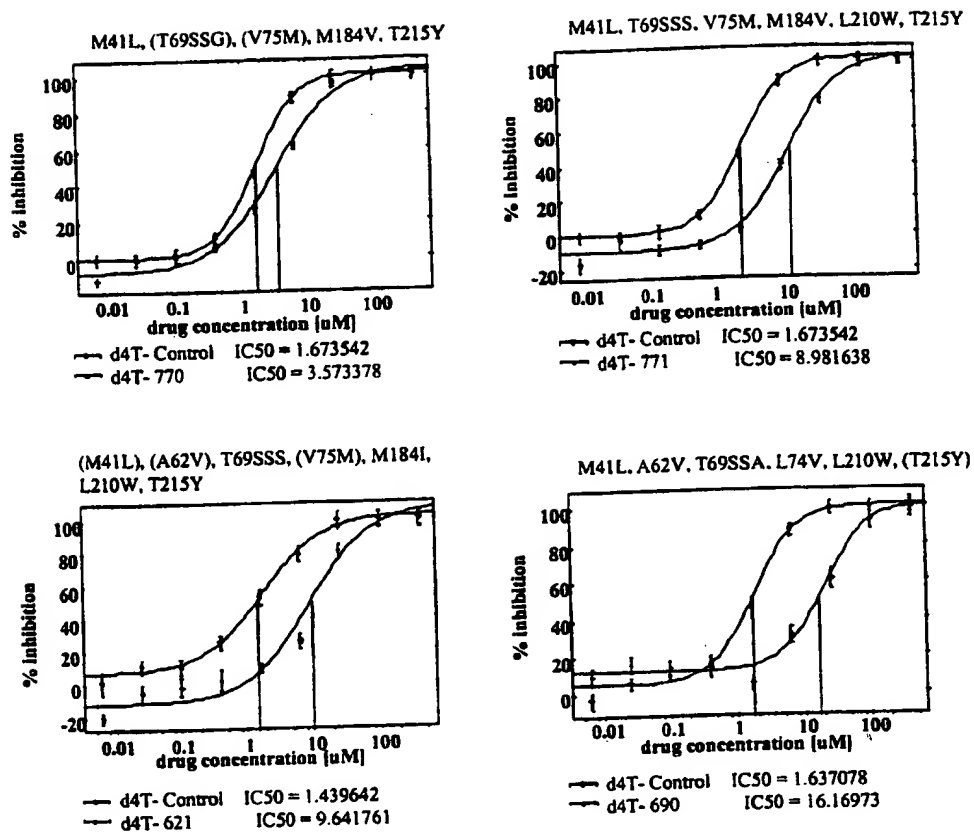 M41L, (T69SSG), (V75M), M184V, T215Y
% inhibition
100
80
60
40
20
0
0.01 0.1 1 10 100
drug concentration [uM]
d4T- Control IC50 = 1.673542
d4T- 770 IC50 = 3.573378
M41L, T69SSS, V75M, M184V, L210W, T215Y
% inhibition
100
80
60
40
20
0
-20
0.01 0.1 1 10 100
drug concentration [uM]
d4T- Control IC50 = 1.673542
d4T- 771 IC50 = 8.981638
(M41L), (A62V), T69SSS, (V75M), M184I,
L210W, T215Y
% inhibition
100
80
60
40
20
0
-20
0.01 0.1 1 10 100
drug concentration [uM]
d4T-Control IC50 = 1.439642
d4T- 621 IC50 = 9.641761
M41L, A62V, T69SSA, L74V, L210W, (T215Y)
% inhibition
100
80
60
40
20
0
0.01 0.1 1 10 100
drug concentration [uM]
d4T- Control IC50 = 1.637078
d4T- 690 IC50 = 16.16973